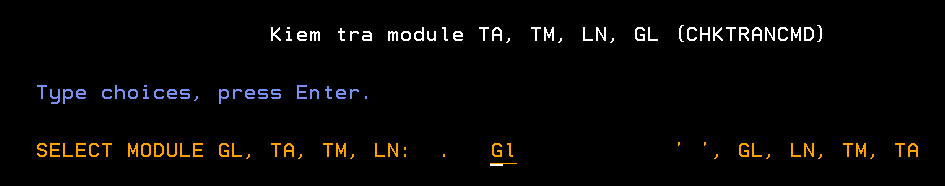 Kiem tra module TA, TM, LN, GL (CHKTRANCMD)
Type choices, press Enter.
SELECT MODULE GL, TA, TM, LN:  .   Gl   ' ', GL, LN, TM, TA